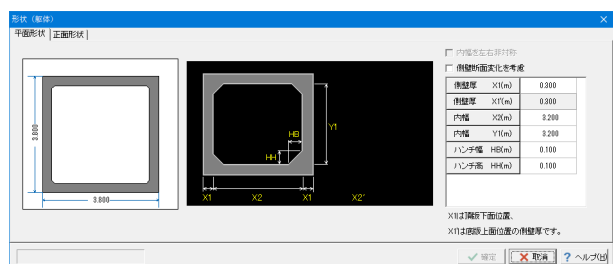 形状（躯体）
平面形状 正面形状
内幅を左右非対称
側壁断面変化を考慮
側壁厚 X1(m) 0.300
側壁厚 X1'(m) 0.300
内幅 X2(m) 3.200
内幅 Y1(m) 3.200
ハンチ幅 HB(m) 0.100
ハンチ高 HH(m) 0.100
3.800
3.800
HB
HH
Y1
X1 X2 X1 X2'
X1は頂版下面位置、
X1'は底版上面位置の側壁厚です。
確定 取消 ? ヘルプ(H)